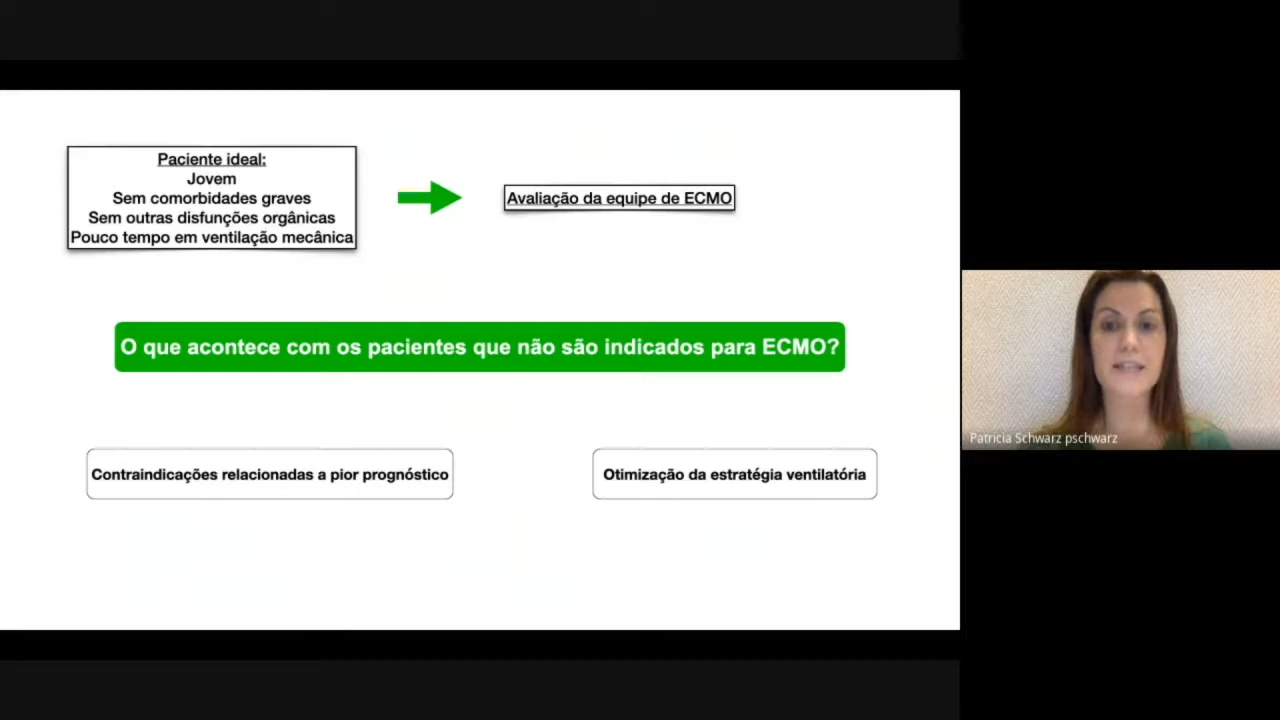 Paciente ideal:
Jovem
Sem comorbidades graves
Sem outras disfunções orgânicas
Pouco tempo em ventilação mecânica
Avaliação da equipe de ECMO
O que acontece com os pacientes que não são indicados para ECMO?
Contraindicações relacionadas a pior prognóstico
Otimização da estratégia ventilatória
Patricia Schwarz pschwarz